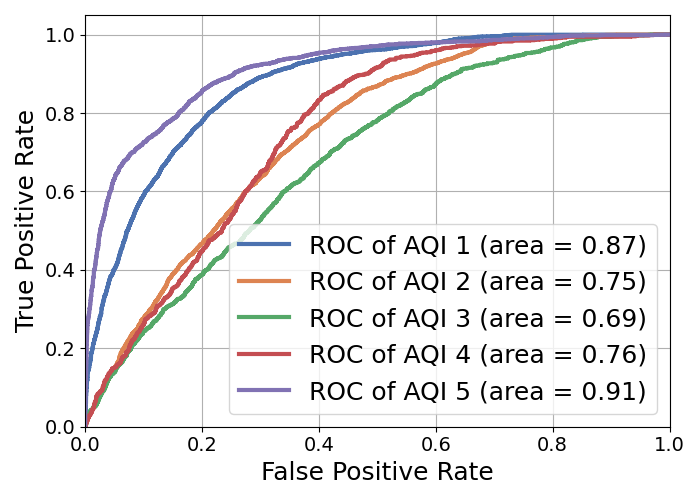 1.0
0.8
0.6
0.4
0.2
0.0
True Positive Rate
ROC of AQI 1 (area = 0.87)
ROC of AQI 2 (area = 0.75)
ROC of AQI 3 (area = 0.69)
ROC of AQI 4 (area = 0.76)
ROC of AQI 5 (area = 0.91)
0.0 0.2 0.4 0.6 0.8 1.0
False Positive Rate